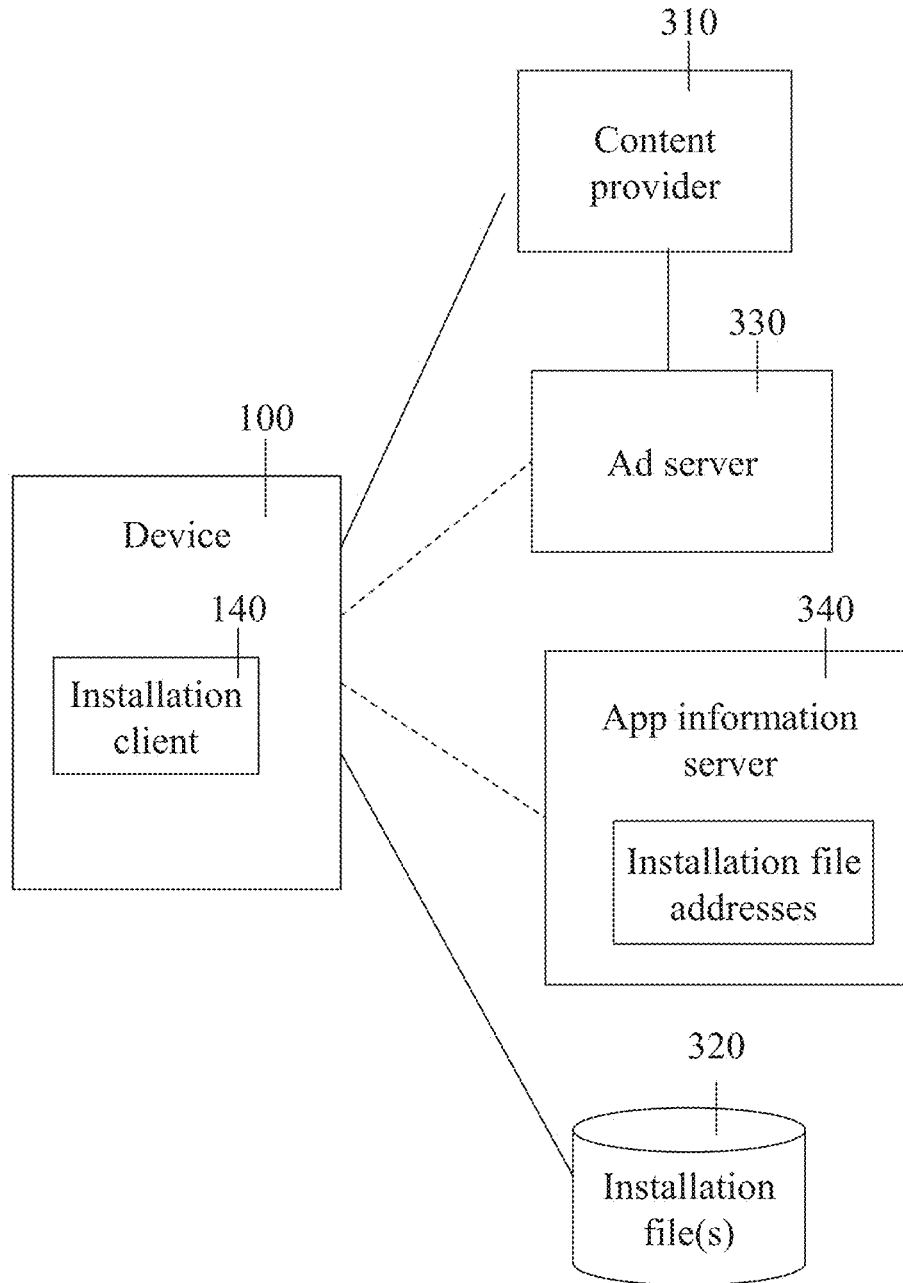 310
Content
provider
330
Ad server
100
Device
140
Installation
client
340
App information
server
Installation file
addresses
320
Installation
file(s)